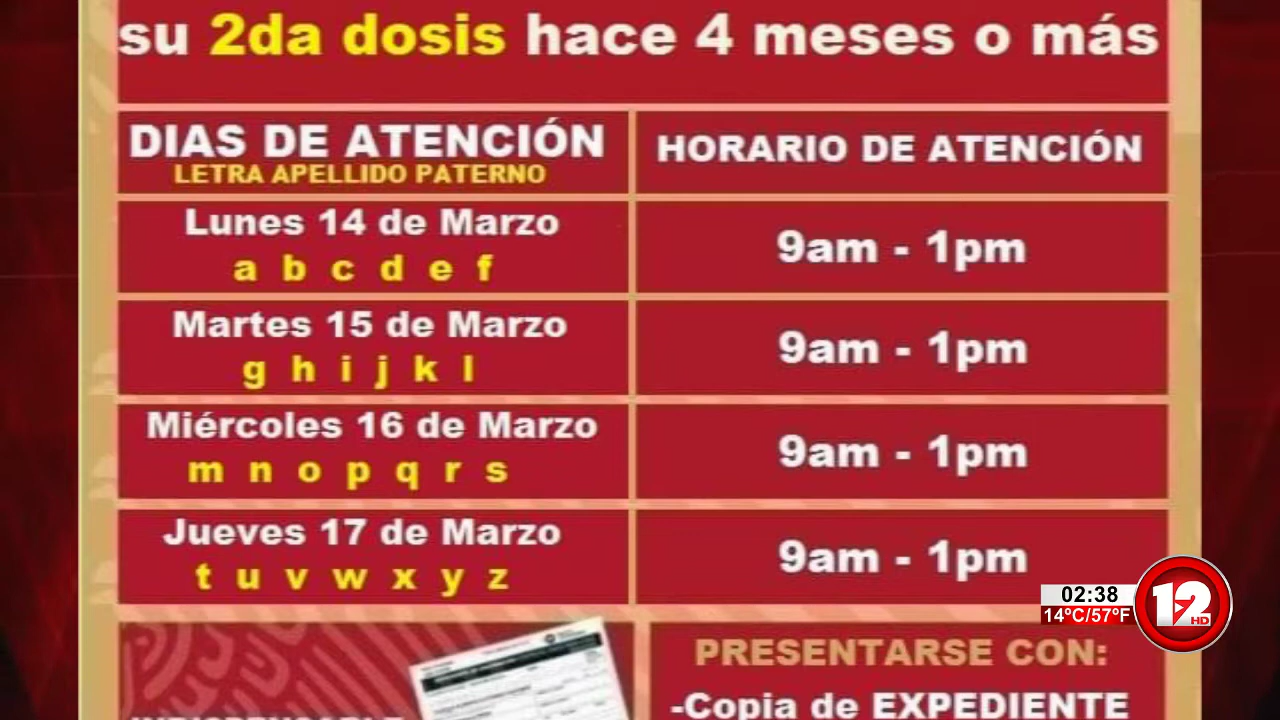 su 2da dosis hace 4 meses o más
DIAS DE ATENCIÓN
LETRA APELLIDO PATERNO
HORARIO DE ATENCIÓN
Lunes 14 de Marzo
a b c d e f
9am - 1pm
Martes 15 de Marzo
g h i j k l
9am - 1pm
Miércoles 16 de Marzo
m n o p q r s
9am - 1pm
Jueves 17 de Marzo
t u v w x y z
9am - 1pm
02:38
14ºC/57ºF
12
HD
PRESENTARSE CON:
-Copia de EXPEDIENTE